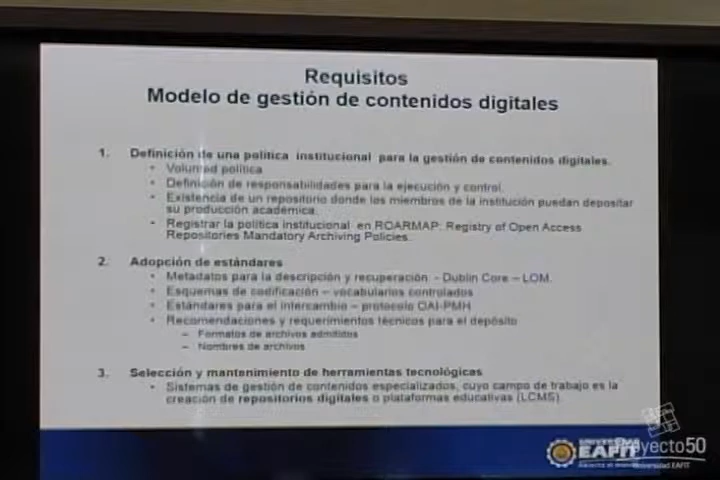 Requisitos
Modelo de gestión de contenidos digitales
1. Definición de una política institucional para la gestión de contenidos digitales.
• Voluntad política
• Definición de responsabilidades para la ejecución y control.
• Existencia de un repositorio donde los miembros de la institución puedan depositar
su producción académica.
• Registrar la política institucional en ROARMAP: Registry of Open Access
Repositories Mandatory Archiving Policies.
2. Adopción de estándares
• Metadatos para la descripción y recuperación - Dublin Core – LOM.
• Esquemas de codificación – vocabularios controlados
• Estándares para el intercambio – protocolo OAI-PMH
• Recomendaciones y requerimientos técnicos para el depósito
– Formatos de archivos admitidos
– Nombres de archivos
3. Selección y mantenimiento de herramientas tecnológicas
• Sistemas de gestión de contenidos especializados, cuyo campo de trabajo es la
creación de repositorios digitales o plataformas educativas (LCMS).
UNIVERSIDAD
EAFIT
Proyecto50
Universidad EAFIT